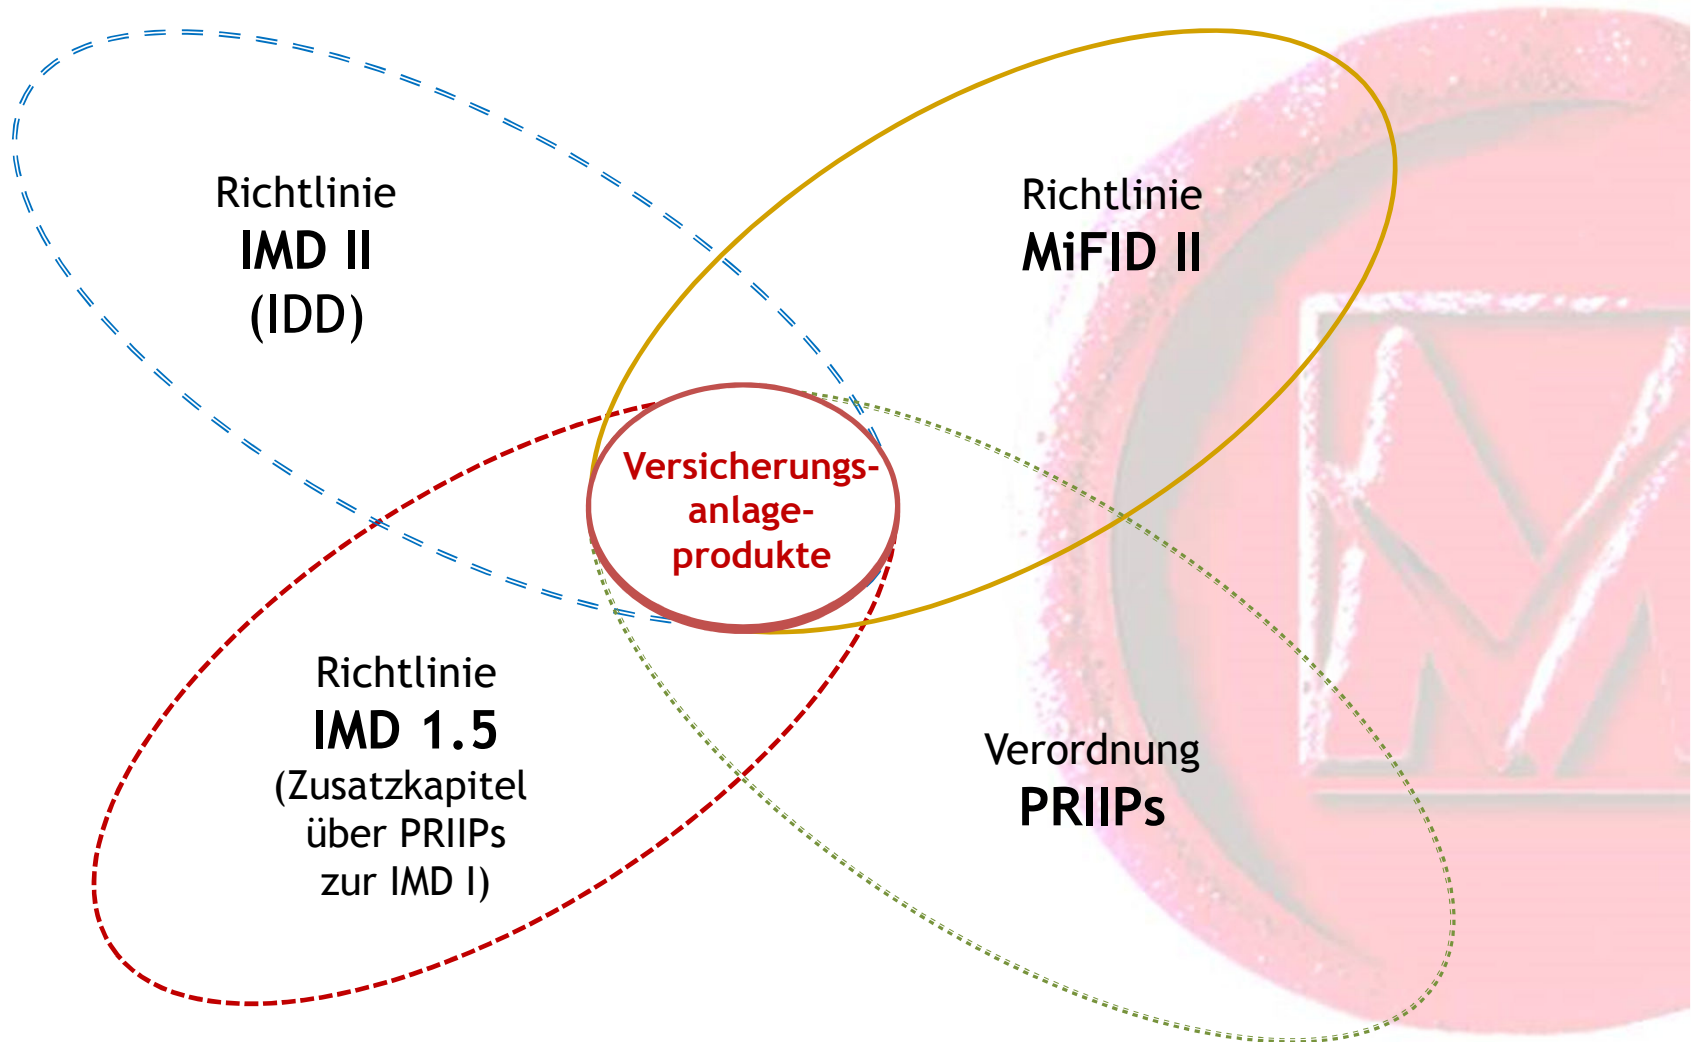 Richtlinie
IMD II
(IDD)
Richtlinie
MiFID II
Versicherungs-
anlage-
produkte
Richtlinie
IMD 1.5
(Zusatzkapitel
über PRIIPs
zur IMD I)
Verordnung
PRIIPs